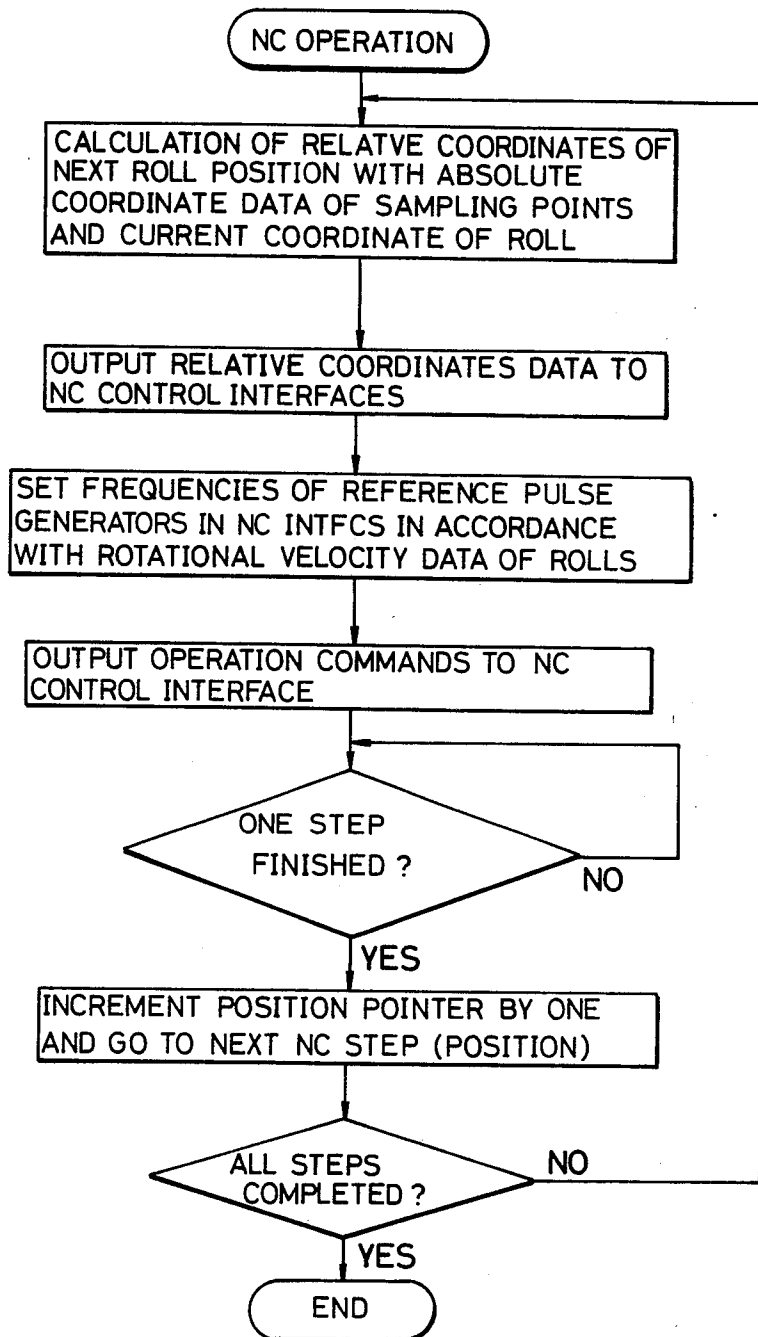 NC OPERATION
CALCULATION OF RELATVE COORDINATES OF
NEXT ROLL POSITION WITH ABSOLUTE
COORDINATE DATA OF SAMPLING POINTS
AND CURRENT COORDINATE OF ROLL
OUTPUT RELATIVE COORDINATES DATA TO
NC CONTROL INTERFACES
SET FREQUENCIES OF REFERENCE PULSE
GENERATORS IN NC INTFCS IN ACCORDANCE
WITH ROTATIONAL VELOCITY DATA OF ROLLS
OUTPUT OPERATION COMMANDS TO NC
CONTROL INTERFACE
ONE STEP
FINISHED ?
NO
YES
INCREMENT POSITION POINTER BY ONE
AND GO TO NEXT NC STEP (POSITION)
ALL STEPS
COMPLETED ?
NO
YES
END